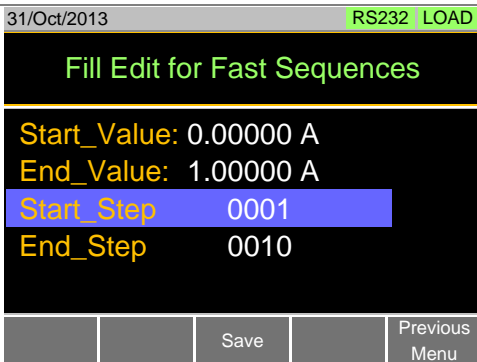 31/Oct/2013 RS232 LOAD
Fill Edit for Fast Sequences
Start_Value: 0.00000 A
End_Value: 1.00000 A
Start_Step 0001
End_Step 0010
Save Previous
Menu